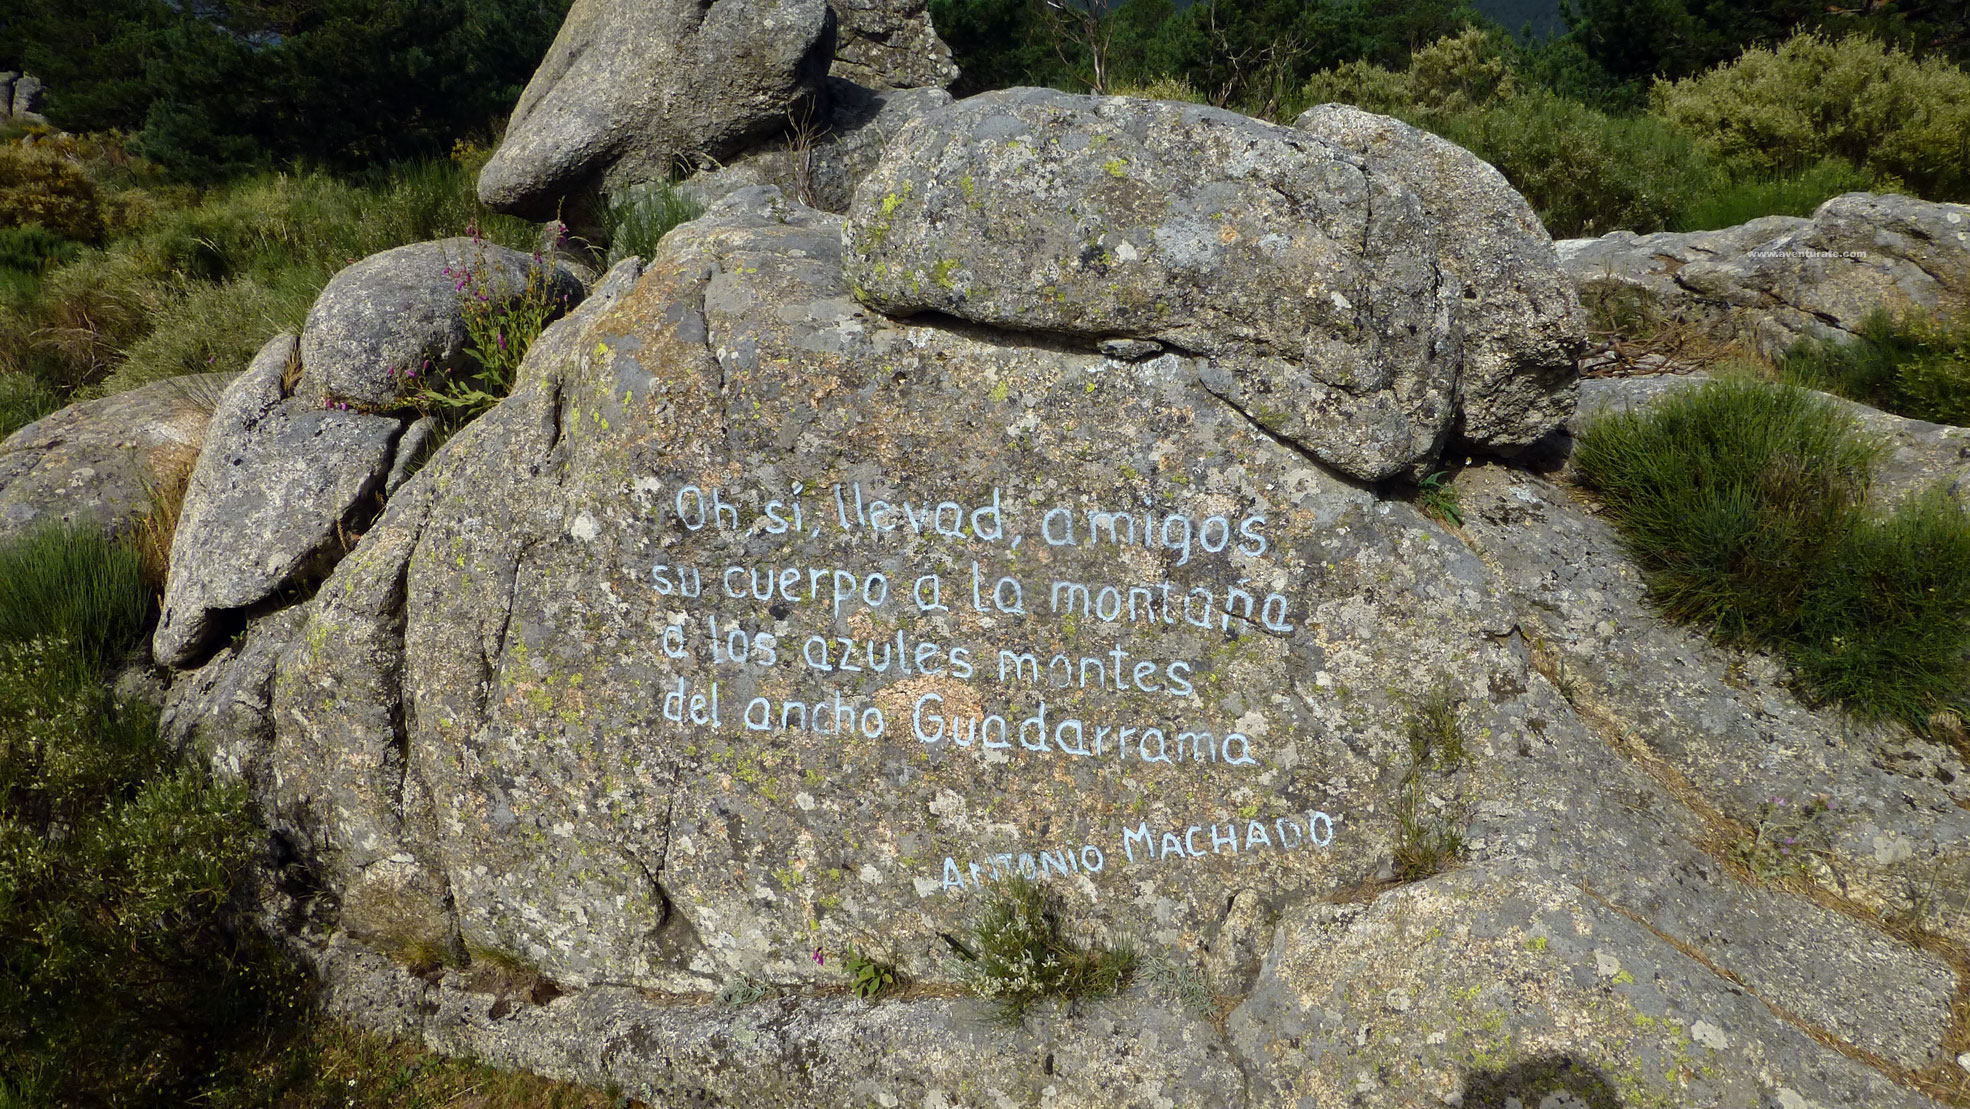 www.aventurate.com
Oh, sí, llevad, amigos
su cuerpo a la montaña
a los azules montes
del ancho Guadarrama
ANTONIO MACHADO